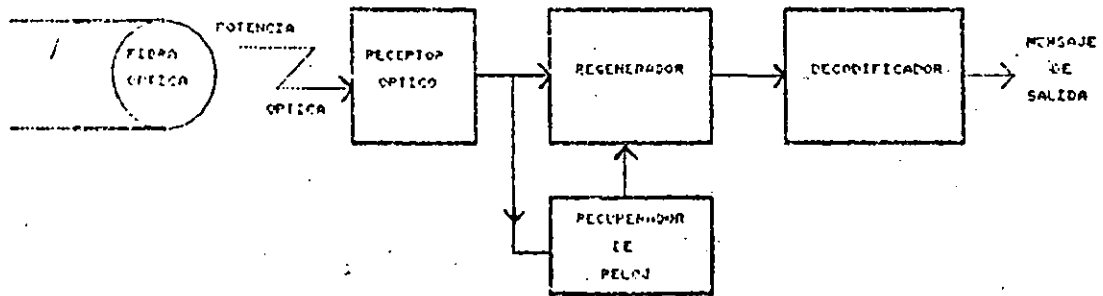 FIBRA
OPTICA
POTENCIA
OPTICA
RECEPTOR
OPTICO
REGENERADOR
DECODIFICADOR
MENSAJE
DE
SALIDA
RECUPERADOR
DE
RELOJ